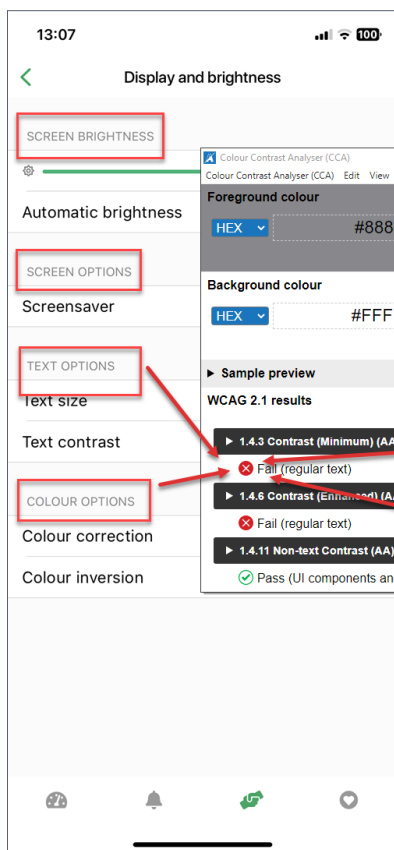 13:07
100
Display and brightness
SCREEN BRIGHTNESS
Automatic brightness
SCREEN OPTIONS
Screensaver
TEXT OPTIONS
Text size
Text contrast
COLOUR OPTIONS
Colour correction
Colour inversion
Colour Contrast Analyser (CCA)
Colour Contrast Analyser (CCA) Edit View
Foreground colour
HEX #888
Background colour
HEX #FFF
Sample preview
WCAG 2.1 results
1.4.3 Contrast (Minimum) (AA
Fail (regular text)
1.4.6 Contrast (Enhanced) (AA
Fail (regular text)
1.4.11 Non-text Contrast (AA)
Pass (UI components an